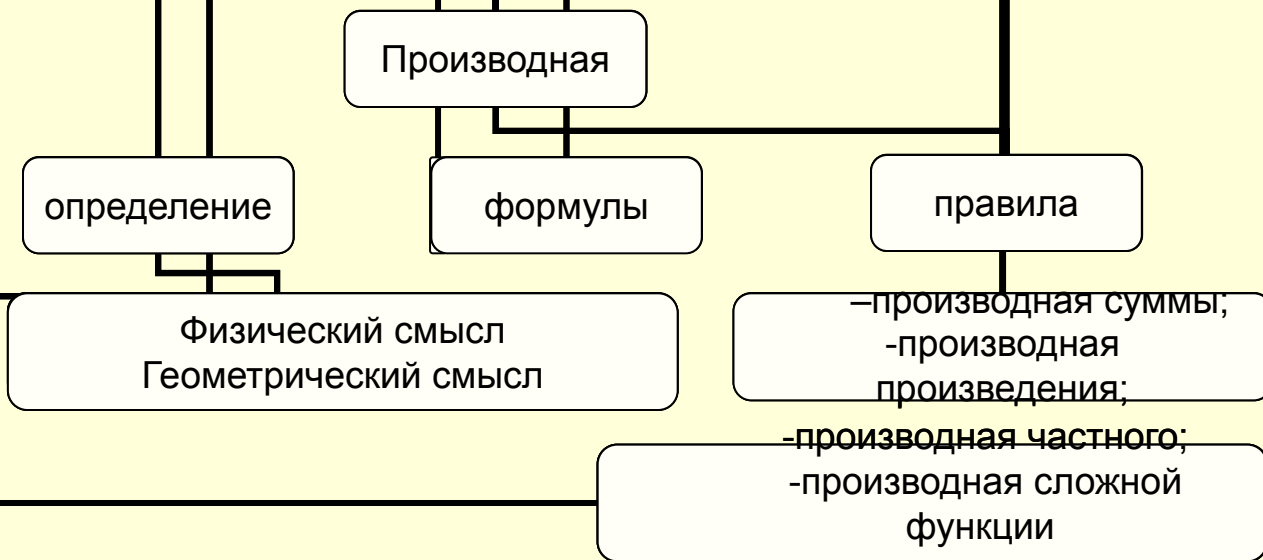 Производная
определение
формулы
правила
Физический смысл
Геометрический смысл
–производная суммы;
-производная
произведения;
-производная частного;
-производная сложной
функции